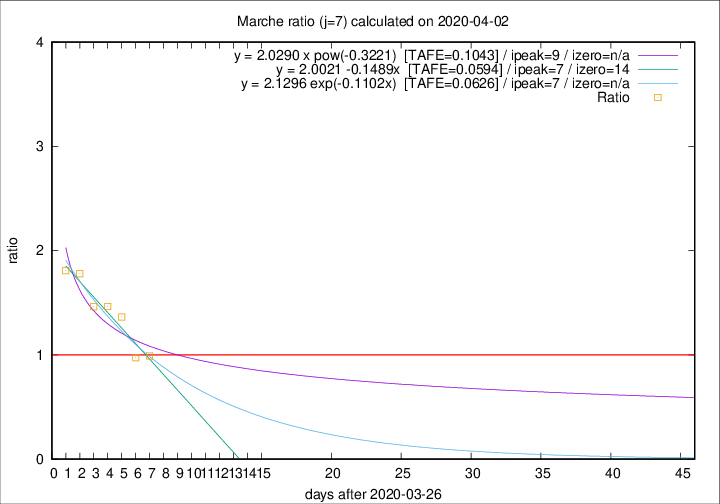 Marche ratio (j=7) calculated on 2020-04-02
y = 2.0290 x pow(-0.3221)  [TAFE=0.1043] / ipeak=9 / izero=n/a
y = 2.0021 -0.1489x  [TAFE=0.0594] / ipeak=7 / izero=14
y = 2.1296 exp(-0.1102x)  [TAFE=0.0626] / ipeak=7 / izero=n/a
Ratio
4
3
2
1
0
ratio
0 1 2 3 4 5 6 7 8 9 10 11 12 13 14 15 20 25 30 35 40 45
days after 2020-03-26